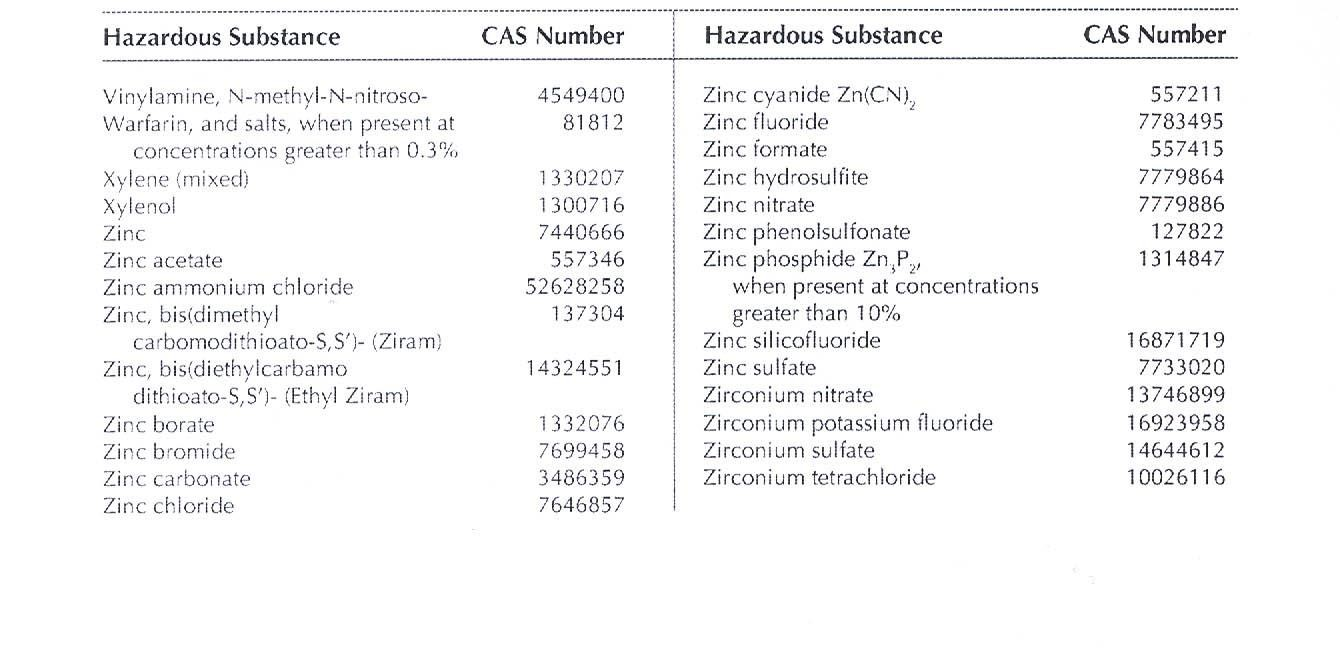 Hazardous Substance CAS Number
Vinylamine, N-methyl-N-nitroso- 4549400
Warfarin, and salts, when present at 81812
concentrations greater than 0.3%
Xylene (mixed) 1330207
Xylenol 1300716
Zinc 7440666
Zinc acetate 557346
Zinc ammonium chloride 52628258
Zinc, bis(dimethyl 137304
carbomodithioato-S,S')- (Ziram)
Zinc, bis(diethylcarbamo 14324551
dithioato-S,S')- (Ethyl Ziram)
Zinc borate 1332076
Zinc bromide 7699458
Zinc carbonate 3486359
Zinc chloride 7646857
Hazardous Substance CAS Number
Zinc cyanide Zn(CN)₂ 557211
Zinc fluoride 7783495
Zinc formate 557415
Zinc hydrosulfite 7779864
Zinc nitrate 7779886
Zinc phenolsulfonate 127822
Zinc phosphide Zn₃P₂, 1314847
when present at concentrations
greater than 10%
Zinc silicofluoride 16871719
Zinc sulfate 7733020
Zirconium nitrate 13746899
Zirconium potassium fluoride 16923958
Zirconium sulfate 14644612
Zirconium tetrachloride 10026116